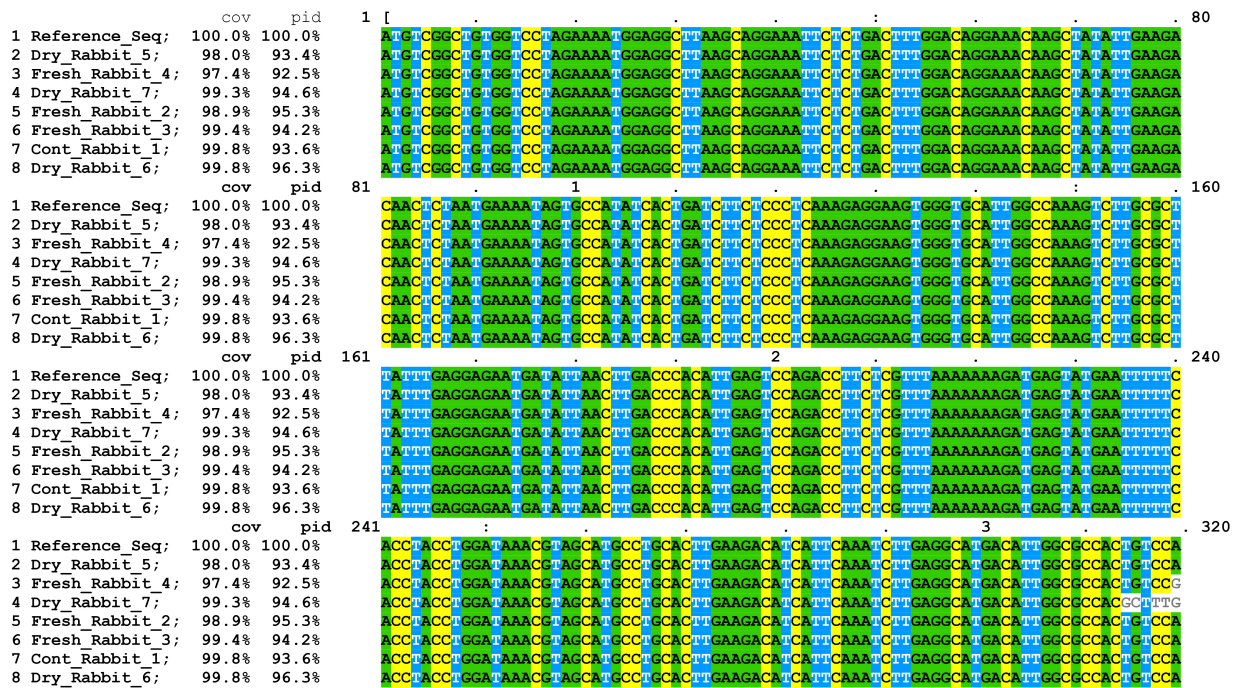 cov pid 1 [ . . . . : . . . 80
1 Reference_Seq; 100.0% 100.0% ATGTCGGCTGTGGTCCTAGAAAATGGAGGCTTAAGCAGGAAATTCTCTGACTTTGGACAGGAAACAAGCTATATTGAAGA
2 Dry_Rabbit_5; 98.0% 93.4% ATGTCGGCTGTGGTCCTAGAAAATGGAGGCTTAAGCAGGAAATTCTCTGACTTTGGACAGGAAACAAGCTATATTGAAGA
3 Fresh_Rabbit_4; 97.4% 92.5% ATGTCGGCTGTGGTCCTAGAAAATGGAGGCTTAAGCAGGAAATTCTCTGACTTTGGACAGGAAACAAGCTATATTGAAGA
4 Dry_Rabbit_7; 99.3% 94.6% ATGTCGGCTGTGGTCCTAGAAAATGGAGGCTTAAGCAGGAAATTCTCTGACTTTGGACAGGAAACAAGCTATATTGAAGA
5 Fresh_Rabbit_2; 98.9% 95.3% ATGTCGGCTGTGGTCCTAGAAAATGGAGGCTTAAGCAGGAAATTCTCTGACTTTGGACAGGAAACAAGCTATATTGAAGA
6 Fresh_Rabbit_3; 99.4% 94.2% ATGTCGGCTGTGGTCCTAGAAAATGGAGGCTTAAGCAGGAAATTCTCTGACTTTGGACAGGAAACAAGCTATATTGAAGA
7 Cont_Rabbit_1; 99.8% 93.6% ATGTCGGCTGTGGTCCTAGAAAATGGAGGCTTAAGCAGGAAATTCTCTGACTTTGGACAGGAAACAAGCTATATTGAAGA
8 Dry_Rabbit_6; 99.8% 96.3% ATGTCGGCTGTGGTCCTAGAAAATGGAGGCTTAAGCAGGAAATTCTCTGACTTTGGACAGGAAACAAGCTATATTGAAGA
cov pid 81 . 1 . . : . . 160
1 Reference_Seq; 100.0% 100.0% CAACTCTAATGAAAATAGTGCCATATCACTGATCTTCTCCCTCAAAGAGGAAGTGGGTGCATTGGCCAAAGTCTTGCGCT
2 Dry_Rabbit_5; 98.0% 93.4% CAACTCTAATGAAAATAGTGCCATATCACTGATCTTCTCCCTCAAAGAGGAAGTGGGTGCATTGGCCAAAGTCTTGCGCT
3 Fresh_Rabbit_4; 97.4% 92.5% CAACTCTAATGAAAATAGTGCCATATCACTGATCTTCTCCCTCAAAGAGGAAGTGGGTGCATTGGCCAAAGTCTTGCGCT
4 Dry_Rabbit_7; 99.3% 94.6% CAACTCTAATGAAAATAGTGCCATATCACTGATCTTCTCCCTCAAAGAGGAAGTGGGTGCATTGGCCAAAGTCTTGCGCT
5 Fresh_Rabbit_2; 98.9% 95.3% CAACTCTAATGAAAATAGTGCCATATCACTGATCTTCTCCCTCAAAGAGGAAGTGGGTGCATTGGCCAAAGTCTTGCGCT
6 Fresh_Rabbit_3; 99.4% 94.2% CAACTCTAATGAAAATAGTGCCATATCACTGATCTTCTCCCTCAAAGAGGAAGTGGGTGCATTGGCCAAAGTCTTGCGCT
7 Cont_Rabbit_1; 99.8% 93.6% CAACTCTAATGAAAATAGTGCCATATCACTGATCTTCTCCCTCAAAGAGGAAGTGGGTGCATTGGCCAAAGTCTTGCGCT
8 Dry_Rabbit_6; 99.8% 96.3% CAACTCTAATGAAAATAGTGCCATATCACTGATCTTCTCCCTCAAAGAGGAAGTGGGTGCATTGGCCAAAGTCTTGCGCT
cov pid 161 . : . 2 . . . 240
1 Reference_Seq; 100.0% 100.0% TATTTGAGGAGAATGATATTAACTTGACCCACATTGAGTCCAGACCTTCTCGTTTAAAAAAAGATGAGTATGAATTTTTC
2 Dry_Rabbit_5; 98.0% 93.4% TATTTGAGGAGAATGATATTAACTTGACCCACATTGAGTCCAGACCTTCTCGTTTAAAAAAAGATGAGTATGAATTTTTC
3 Fresh_Rabbit_4; 97.4% 92.5% TATTTGAGGAGAATGATATTAACTTGACCCACATTGAGTCCAGACCTTCTCGTTTAAAAAAAGATGAGTATGAATTTTTC
4 Dry_Rabbit_7; 99.3% 94.6% TATTTGAGGAGAATGATATTAACTTGACCCACATTGAGTCCAGACCTTCTCGTTTAAAAAAAGATGAGTATGAATTTTTC
5 Fresh_Rabbit_2; 98.9% 95.3% TATTTGAGGAGAATGATATTAACTTGACCCACATTGAGTCCAGACCTTCTCGTTTAAAAAAAGATGAGTATGAATTTTTC
6 Fresh_Rabbit_3; 99.4% 94.2% TATTTGAGGAGAATGATATTAACTTGACCCACATTGAGTCCAGACCTTCTCGTTTAAAAAAAGATGAGTATGAATTTTTC
7 Cont_Rabbit_1; 99.8% 93.6% TATTTGAGGAGAATGATATTAACTTGACCCACATTGAGTCCAGACCTTCTCGTTTAAAAAAAGATGAGTATGAATTTTTC
8 Dry_Rabbit_6; 99.8% 96.3% TATTTGAGGAGAATGATATTAACTTGACCCACATTGAGTCCAGACCTTCTCGTTTAAAAAAAGATGAGTATGAATTTTTC
cov pid 241 : . . . . 3 . 320
1 Reference_Seq; 100.0% 100.0% ACCTACCTGGATAAACGTAGCATGCCTGCACTTGAAGACATCATTCAAATCTTGAGGCATGACATTGGCGCCACTGTCCA
2 Dry_Rabbit_5; 98.0% 93.4% ACCTACCTGGATAAACGTAGCATGCCTGCACTTGAAGACATCATTCAAATCTTGAGGCATGACATTGGCGCCACTGTCCA
3 Fresh_Rabbit_4; 97.4% 92.5% ACCTACCTGGATAAACGTAGCATGCCTGCACTTGAAGACATCATTCAAATCTTGAGGCATGACATTGGCGCCACTGTCCG
4 Dry_Rabbit_7; 99.3% 94.6% ACCTACCTGGATAAACGTAGCATGCCTGCACTTGAAGACATCATTCAAATCTTGAGGCATGACATTGGCGCCACGCTTTG
5 Fresh_Rabbit_2; 98.9% 95.3% ACCTACCTGGATAAACGTAGCATGCCTGCACTTGAAGACATCATTCAAATCTTGAGGCATGACATTGGCGCCACTGTCCA
6 Fresh_Rabbit_3; 99.4% 94.2% ACCTACCTGGATAAACGTAGCATGCCTGCACTTGAAGACATCATTCAAATCTTGAGGCATGACATTGGCGCCACTGTCCA
7 Cont_Rabbit_1; 99.8% 93.6% ACCTACCTGGATAAACGTAGCATGCCTGCACTTGAAGACATCATTCAAATCTTGAGGCATGACATTGGCGCCACTGTCCA
8 Dry_Rabbit_6; 99.8% 96.3% ACCTACCTGGATAAACGTAGCATGCCTGCACTTGAAGACATCATTCAAATCTTGAGGCATGACATTGGCGCCACTGTCCA